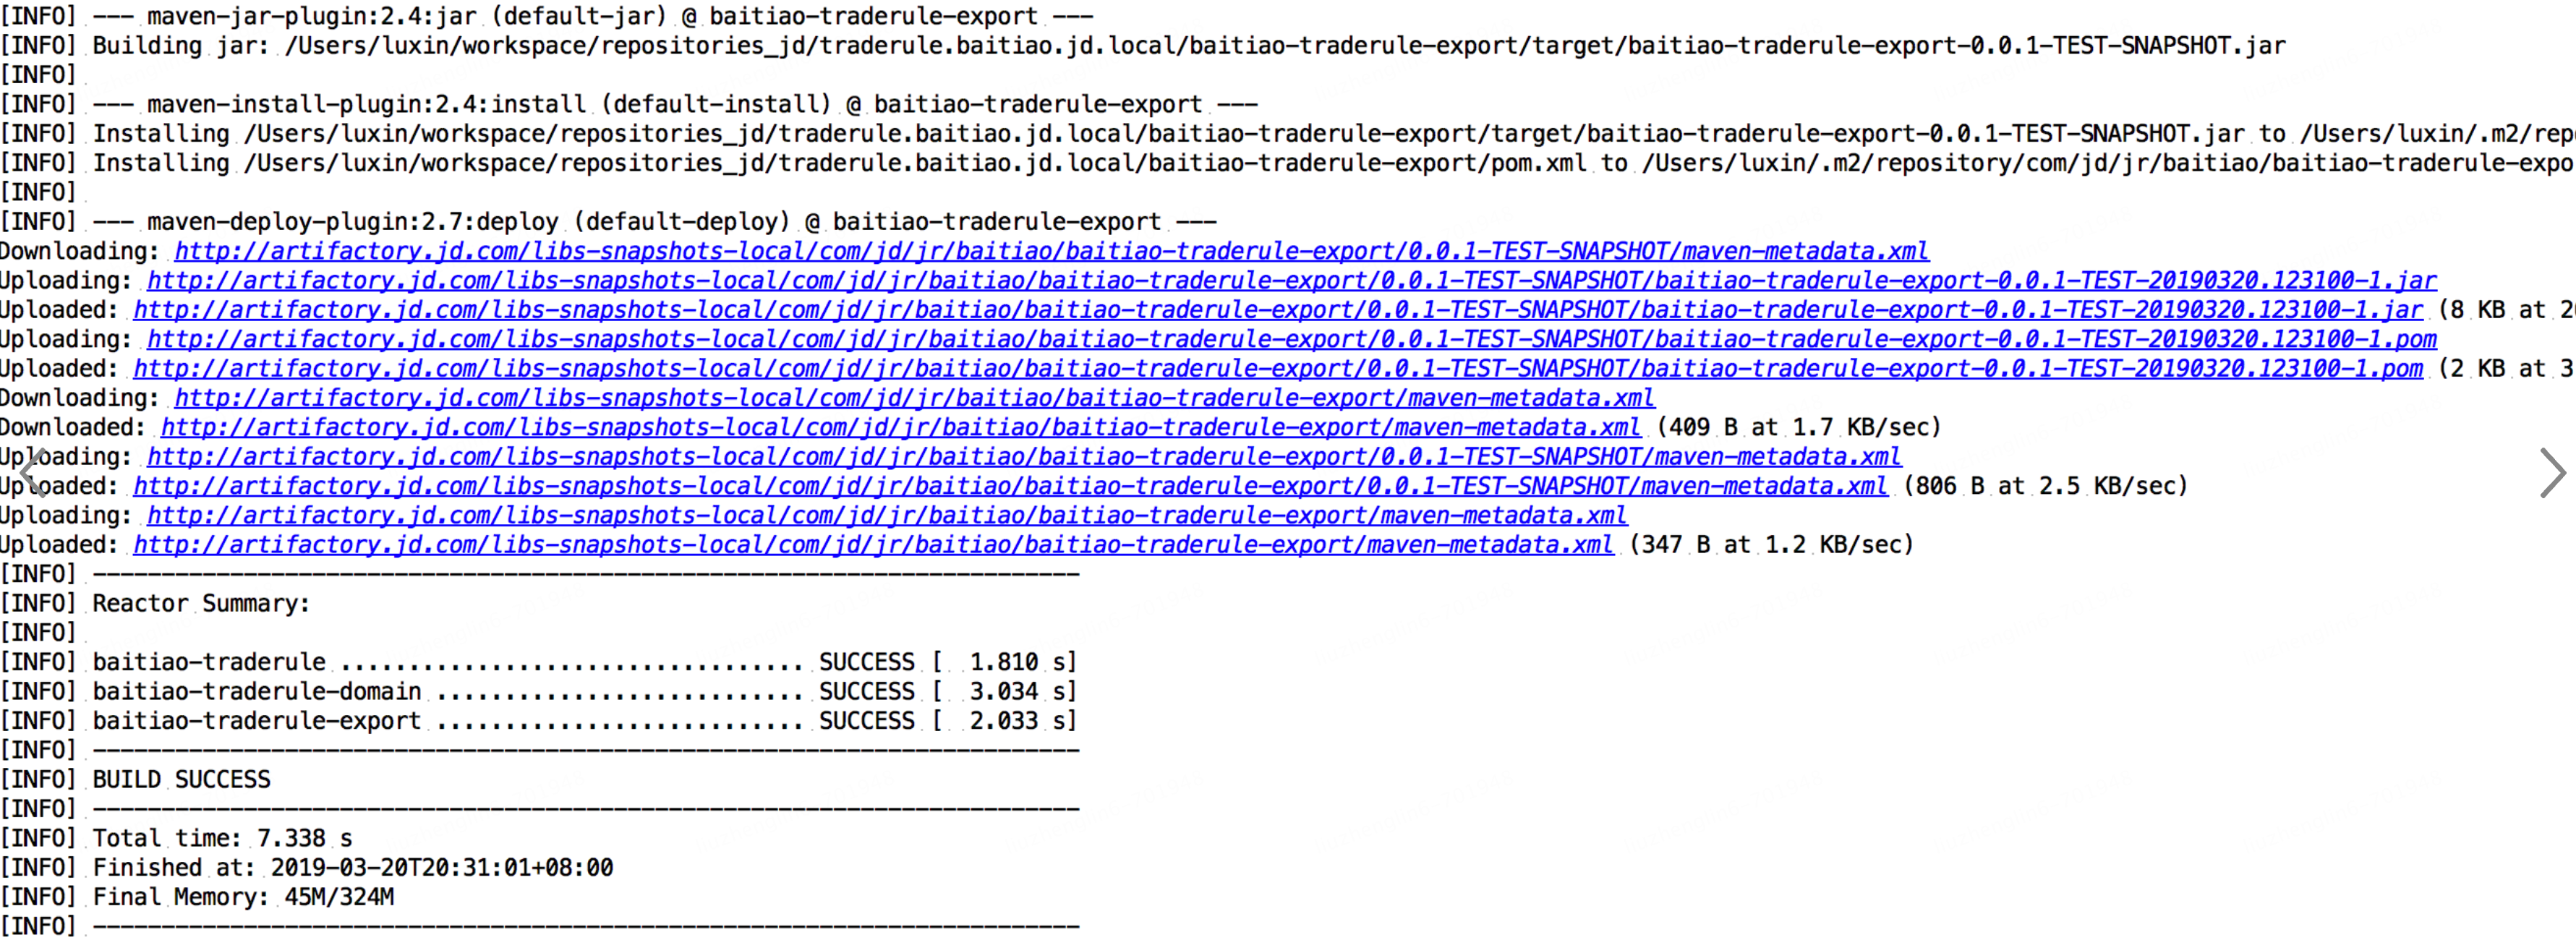 [INFO] --- maven-jar-plugin:2.4:jar (default-jar) @ baitiao-traderule-export ---
[INFO] Building jar: /Users/luxin/workspace/repositories_jd/traderule.baitiao.jd.local/baitiao-traderule-export/target/baitiao-traderule-export-0.0.1-TEST-SNAPSHOT.jar
[INFO]
[INFO] --- maven-install-plugin:2.4:install (default-install) @ baitiao-traderule-export ---
[INFO] Installing /Users/luxin/workspace/repositories_jd/traderule.baitiao.jd.local/baitiao-traderule-export/target/baitiao-traderule-export-0.0.1-TEST-SNAPSHOT.jar to /Users/luxin/.m2/rep
[INFO] Installing /Users/luxin/workspace/repositories_jd/traderule.baitiao.jd.local/baitiao-traderule-export/pom.xml to /Users/luxin/.m2/repository/com/jd/jr/baitiao/baitiao-traderule-expo
[INFO]
[INFO] --- maven-deploy-plugin:2.7:deploy (default-deploy) @ baitiao-traderule-export ---
Downloading: http://artifactory.jd.com/libs-snapshots-local/com/jd/jr/baitiao/baitiao-traderule-export/0.0.1-TEST-SNAPSHOT/maven-metadata.xml
Uploading: http://artifactory.jd.com/libs-snapshots-local/com/jd/jr/baitiao/baitiao-traderule-export/0.0.1-TEST-SNAPSHOT/baitiao-traderule-export-0.0.1-TEST-20190320.123100-1.jar
Uploaded: http://artifactory.jd.com/libs-snapshots-local/com/jd/jr/baitiao/baitiao-traderule-export/0.0.1-TEST-SNAPSHOT/baitiao-traderule-export-0.0.1-TEST-20190320.123100-1.jar (8 KB at 2
Uploading: http://artifactory.jd.com/libs-snapshots-local/com/jd/jr/baitiao/baitiao-traderule-export/0.0.1-TEST-SNAPSHOT/baitiao-traderule-export-0.0.1-TEST-20190320.123100-1.pom
Uploaded: http://artifactory.jd.com/libs-snapshots-local/com/jd/jr/baitiao/baitiao-traderule-export/0.0.1-TEST-SNAPSHOT/baitiao-traderule-export-0.0.1-TEST-20190320.123100-1.pom (2 KB at 3
Downloading: http://artifactory.jd.com/libs-snapshots-local/com/jd/jr/baitiao/baitiao-traderule-export/maven-metadata.xml
Downloaded: http://artifactory.jd.com/libs-snapshots-local/com/jd/jr/baitiao/baitiao-traderule-export/maven-metadata.xml (409 B at 1.7 KB/sec)
Uploading: http://artifactory.jd.com/libs-snapshots-local/com/jd/jr/baitiao/baitiao-traderule-export/0.0.1-TEST-SNAPSHOT/maven-metadata.xml
Uploaded: http://artifactory.jd.com/libs-snapshots-local/com/jd/jr/baitiao/baitiao-traderule-export/0.0.1-TEST-SNAPSHOT/maven-metadata.xml (806 B at 2.5 KB/sec)
Uploading: http://artifactory.jd.com/libs-snapshots-local/com/jd/jr/baitiao/baitiao-traderule-export/maven-metadata.xml
Uploaded: http://artifactory.jd.com/libs-snapshots-local/com/jd/jr/baitiao/baitiao-traderule-export/maven-metadata.xml (347 B at 1.2 KB/sec)
[INFO] ------------------------------------------------------------------------
[INFO] Reactor Summary:
[INFO]
[INFO] baitiao-traderule .................................. SUCCESS [  1.810 s]
[INFO] baitiao-traderule-domain ........................... SUCCESS [  3.034 s]
[INFO] baitiao-traderule-export ........................... SUCCESS [  2.033 s]
[INFO] ------------------------------------------------------------------------
[INFO] BUILD SUCCESS
[INFO] ------------------------------------------------------------------------
[INFO] Total time: 7.338 s
[INFO] Finished at: 2019-03-20T20:31:01+08:00
[INFO] Final Memory: 45M/324M
[INFO] ------------------------------------------------------------------------